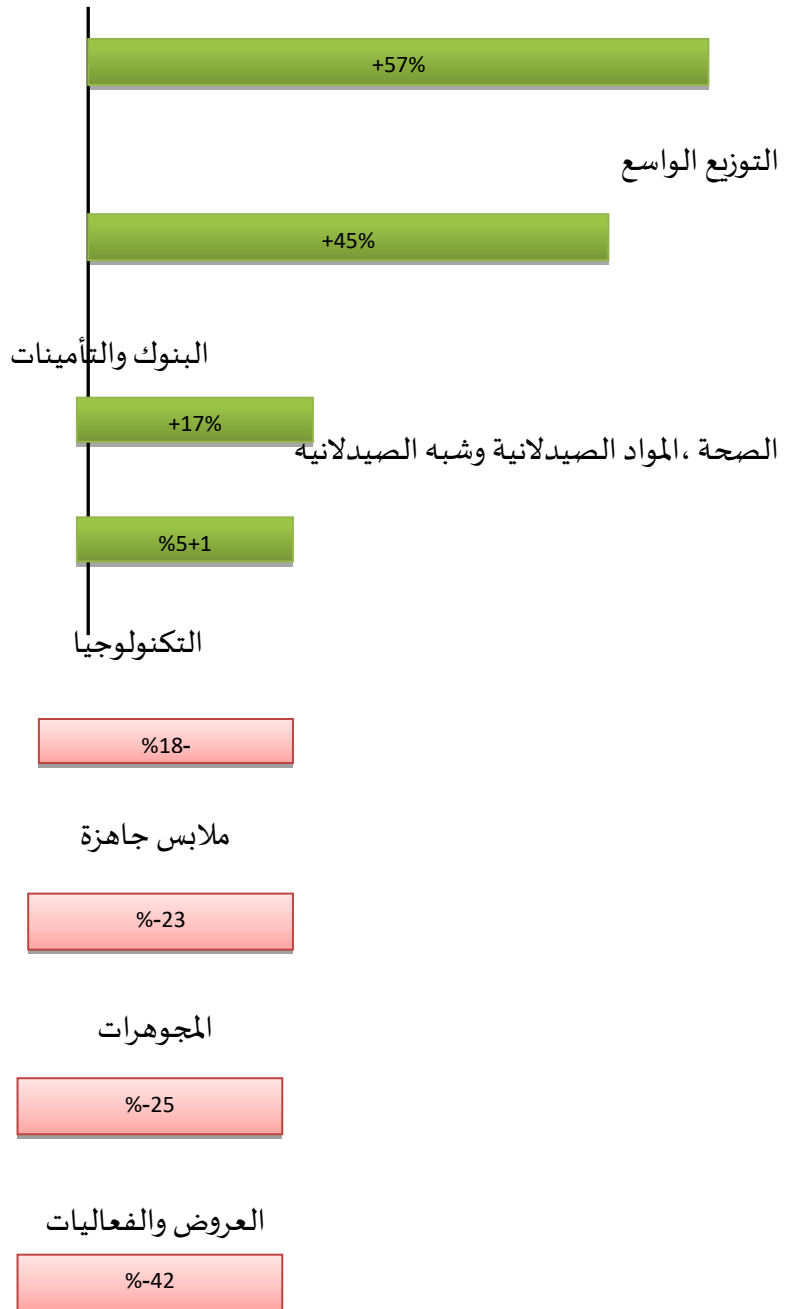 +57%
التوزيع الواسع
+45%
البنوك والتأمينات
+17%
الصحة ،المواد الصيدلانية وشبه الصيدلانية
%5+1
التكنولوجيا
%18-
ملابس جاهزة
%-23
المجوهرات
%-25
العروض والفعاليات
%-42